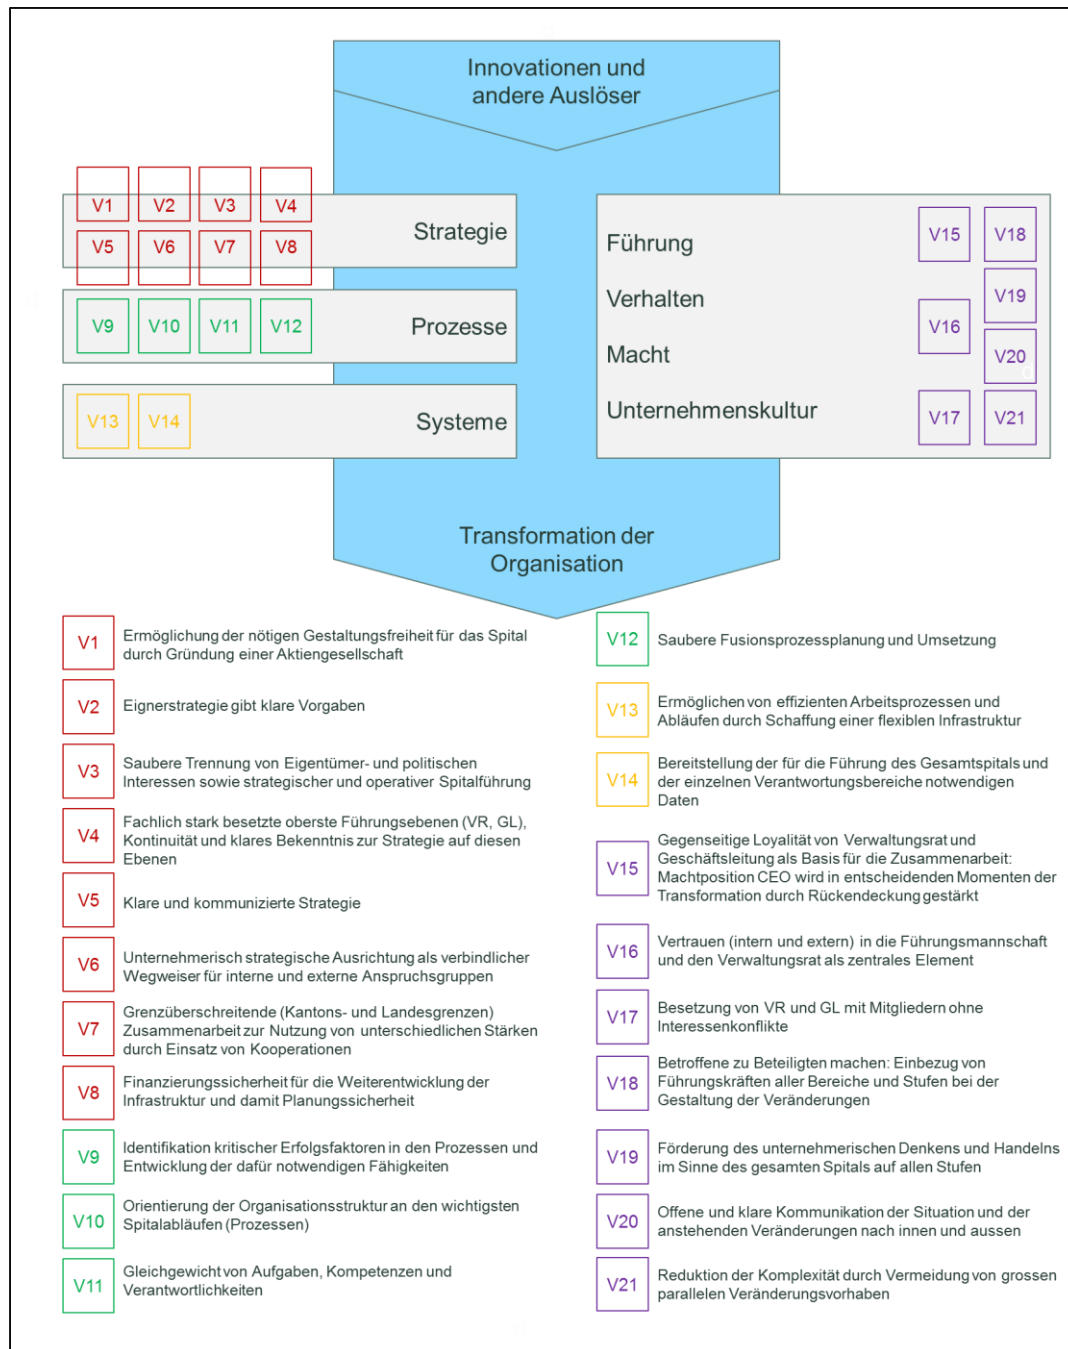 Innovationen und
andere Auslöser
V1 V2 V3 V4
V5 V6 V7 V8
Strategie
V9 V10 V11 V12
Prozesse
V13 V14
Systeme
Führung
Verhalten
Macht
Unternehmenskultur
V15 V18
V19
V16
V20
d
V17 V21
Transformation der
Organisation
V1
Ermöglichung der nötigen Gestaltungsfreiheit für das Spital
durch Gründung einer Aktiengesellschaft
V2
Eignerstrategie gibt klare Vorgaben
V3
Saubere Trennung von Eigentümer- und politischen
Interessen sowie strategischer und operativer Spitalführung
V4
Fachlich stark besetzte oberste Führungsebenen (VR, GL),
Kontinuität und klares Bekenntnis zur Strategie auf diesen
Ebenen
V5
Klare und kommunizierte Strategie
V6
Unternehmerisch strategische Ausrichtung als verbindlicher
Wegweiser für interne und externe Anspruchsgruppen
V7
Grenzüberschreitende (Kantons- und Landesgrenzen)
Zusammenarbeit zur Nutzung von unterschiedlichen Stärken
durch Einsatz von Kooperationen
V8
Finanzierungssicherheit für die Weiterentwicklung der
Infrastruktur und damit Planungssicherheit
V9
Identifikation kritischer Erfolgsfaktoren in den Prozessen und
Entwicklung der dafür notwendigen Fähigkeiten
V10
Orientierung der Organisationsstruktur an den wichtigsten
Spitalabläufen (Prozessen)
V11
Gleichgewicht von Aufgaben, Kompetenzen und
Verantwortlichkeiten
V12
Saubere Fusionsprozessplanung und Umsetzung
V13
Ermöglichen von effizienten Arbeitsprozessen und
Abläufen durch Schaffung einer flexiblen Infrastruktur
V14
Bereitstellung der für die Führung des Gesamtspitals und
der einzelnen Verantwortungsbereiche notwendigen
Daten
V15
Gegenseitige Loyalität von Verwaltungsrat und
Geschäftsleitung als Basis für die Zusammenarbeit:
Machtposition CEO wird in entscheidenden Momenten der
Transformation durch Rückendeckung gestärkt
V16
Vertrauen (intern und extern) in die Führungsmannschaft
und den Verwaltungsrat als zentrales Element
V17
Besetzung von VR und GL mit Mitgliedern ohne
Interessenkonflikte
V18
Betroffene zu Beteiligten machen: Einbezug von
Führungskräften aller Bereiche und Stufen bei der
Gestaltung der Veränderungen
V19
Förderung des unternehmerischen Denkens und Handelns
im Sinne des gesamten Spitals auf allen Stufen
V20
Offene und klare Kommunikation der Situation und der
anstehenden Veränderungen nach innen und aussen
V21
Reduktion der Komplexität durch Vermeidung von grossen
parallelen Veränderungsvorhaben